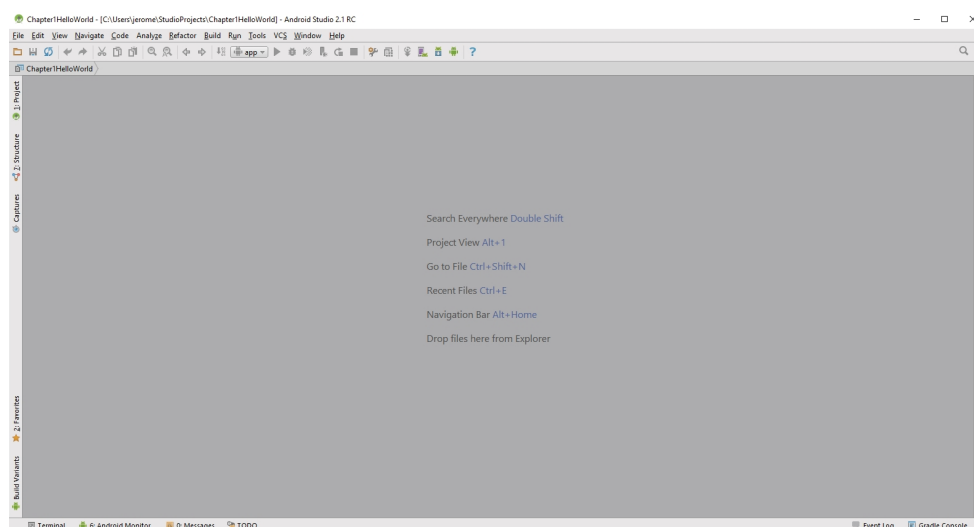 Chapter1HelloWorld - [C:\Users\jerome\StudioProjects\Chapter1HelloWorld] - Android Studio 2.1 RC
File Edit View Navigate Code Analyze Refactor Build Run Tools VCS Window Help
app
Chapter1HelloWorld
1: Project
7: Structure
Captures
Search Everywhere Double Shift
Project View Alt+1
Go to File Ctrl+Shift+N
Recent Files Ctrl+E
Navigation Bar Alt+Home
Drop files here from Explorer
2: Favorites
Build Variants
Terminal 6: Android Monitor 0: Messages TODO Event Log Gradle Console